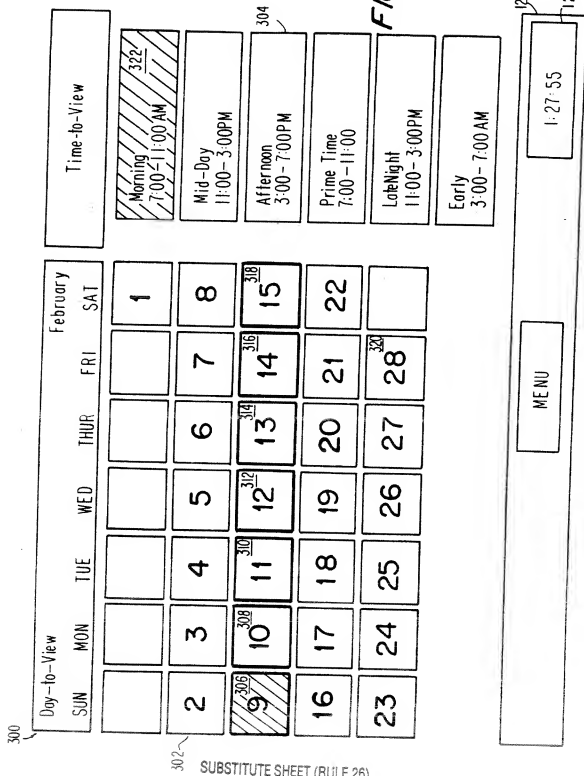 300
Day-to-View February
SUN MON TUE WED THUR FRI SAT
1
302
2 3 4 5 6 7 8
306 308 310 312 314 316 318
9 10 11 12 13 14 15
16 17 18 19 20 21 22
320
23 24 25 26 27 28
Time-to-View
322
Morning
7:00-11:00 AM
Mid-Day
11:00-3:00PM
304
Afternoon
3:00-7:00PM
Prime Time
7:00-11:00
LateNight
11:00-3:00PM
Early
3:00-7:00AM
MENU
1:27:55
SUBSTITUTE SHEET (RULE 26)